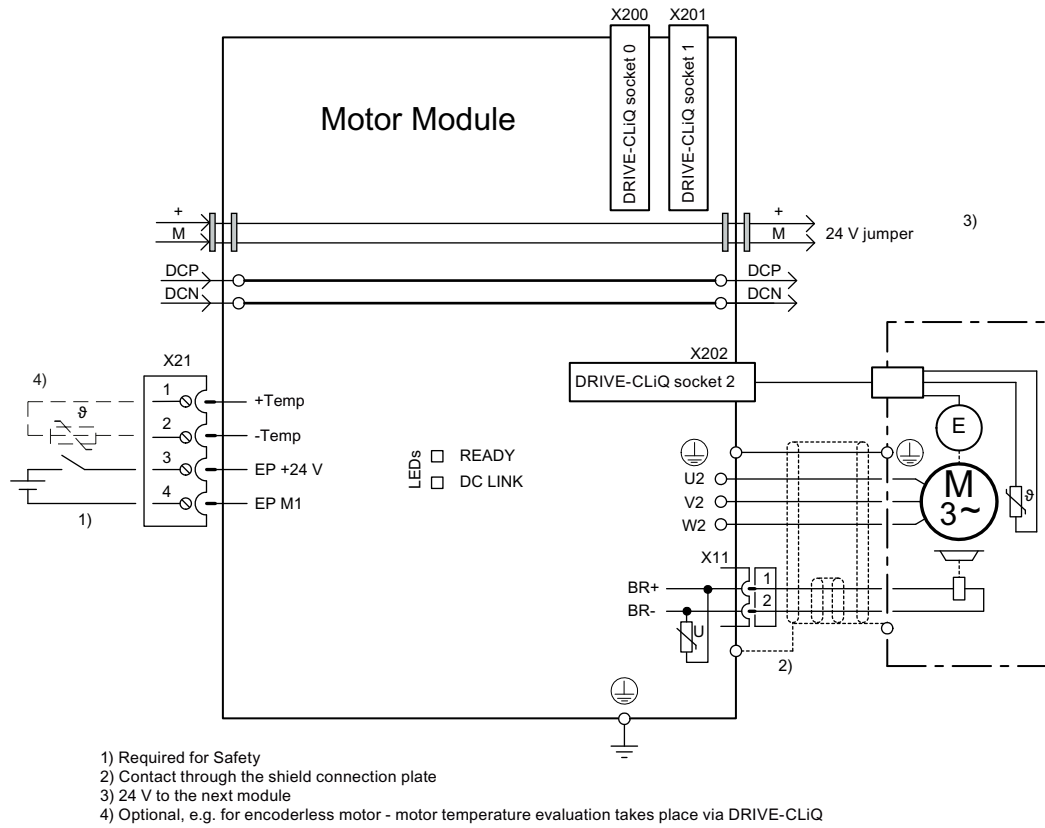 X200 X201
DRIVE-CLiQ socket 0
DRIVE-CLiQ socket 1
Motor Module
+ +
M M 24 V jumper 3)
DCP DCP
DCN DCN
X21
X202
DRIVE-CLiQ socket 2
4)
ϑ
1 +Temp
2 -Temp
3 EP +24 V
4 EP M1
1)
LEDs
READY
DC LINK
E
U2
V2
W2
M
3~
ϑ
X11
BR+ 1
BR- 2
U
2)
1) Required for Safety
2) Contact through the shield connection plate
3) 24 V to the next module
4) Optional, e.g. for encoderless motor - motor temperature evaluation takes place via DRIVE-CLiQ